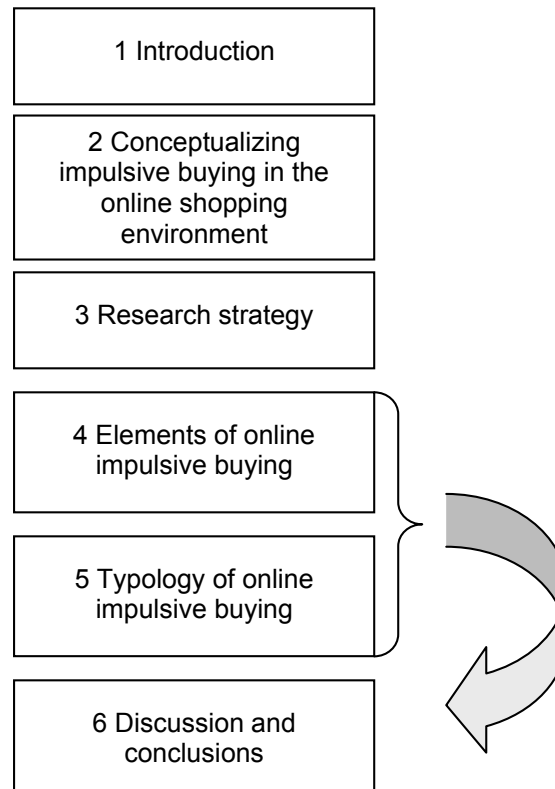 1 Introduction
2 Conceptualizing
impulsive buying in the
online shopping
environment
3 Research strategy
4 Elements of online
impulsive buying
5 Typology of online
impulsive buying
6 Discussion and
conclusions